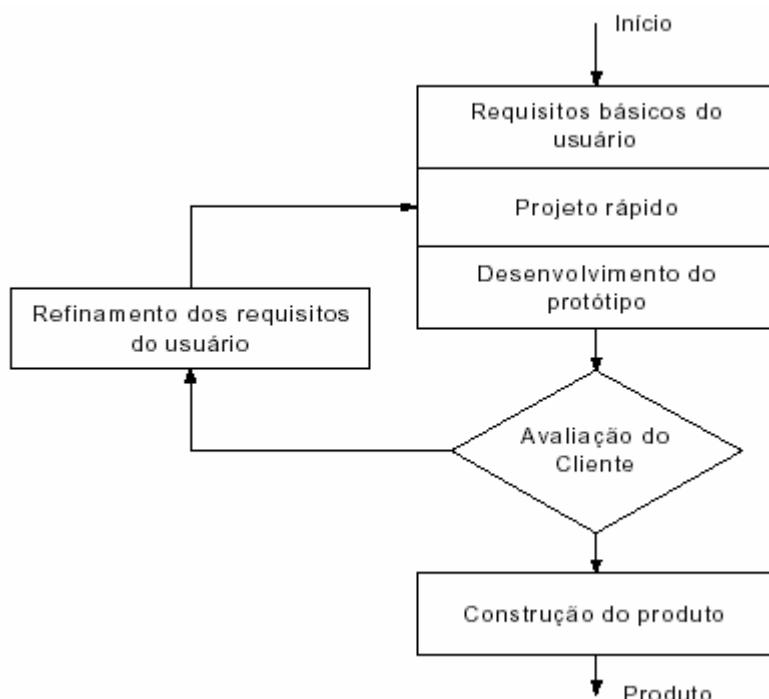 Início
Requisitos básicos do
usuário
Projeto rápido
Desenvolvimento do
protótipo
Refinamento dos requisitos
do usuário
Avaliação do
Cliente
Construção do produto
Produto